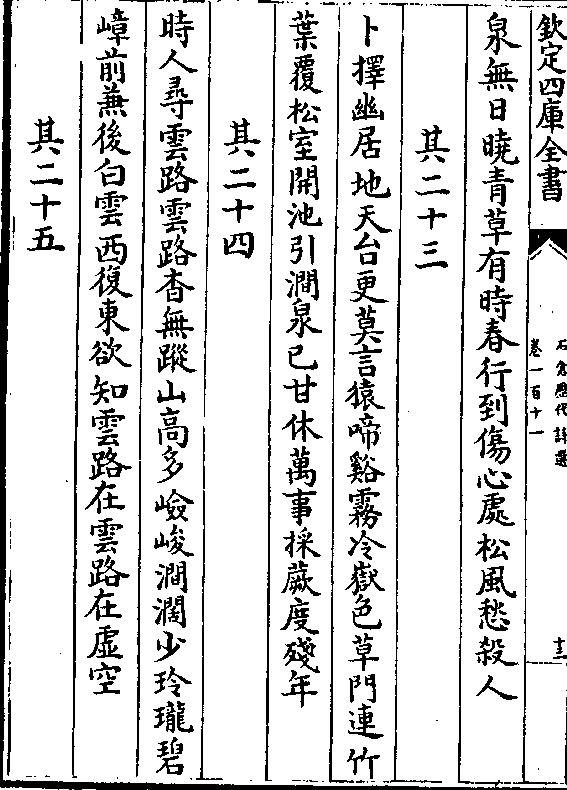 欽定四庫全書
石倉歷代詩選
卷一百十一
十三
泉無日曉青草有時春行到傷心處松風愁殺人
其二十三
卜擇幽居地天台更莫言猿啼谿霧冷嶽色草門連竹
葉覆松室開池引澗泉已甘休萬事採蕨度殘年
其二十四
時人尋雲路雲路杳無蹤山高多嶮峻澗濶少玲瓏碧
嶂前兼後白雲西復東欲知雲路在雲路在虛空
其二十五